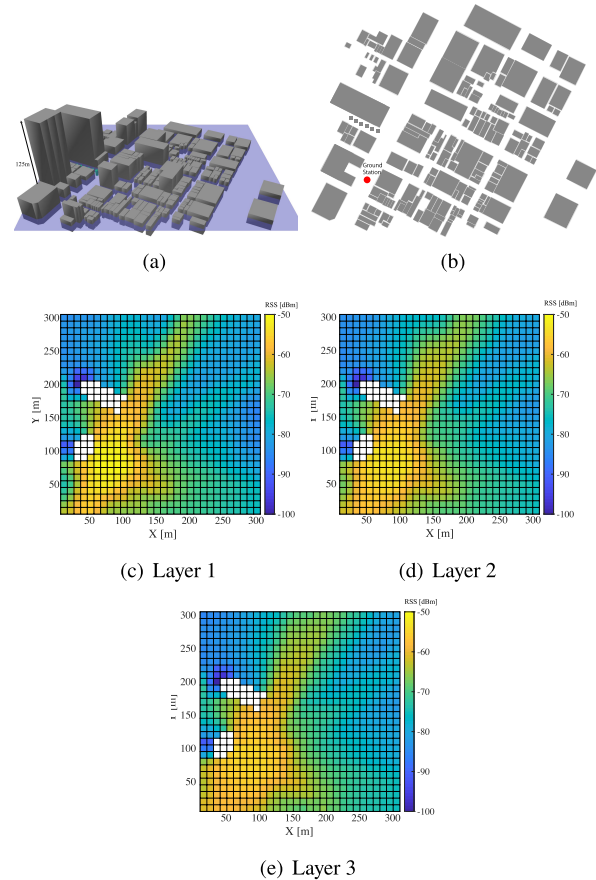 125m
Ground
Station
(a)
(b)
RSS [dBm]
300
250
200
150
100
50
Y [m]
50 100 150 200 250 300
X [m]
-50
-60
-70
-80
-90
-100
(c) Layer 1
RSS [dBm]
300
250
200
150
100
50
[m]
50 100 150 200 250 300
X [m]
-50
-60
-70
-80
-90
-100
(d) Layer 2
RSS [dBm]
300
250
200
150
100
50
[m]
50 100 150 200 250 300
X [m]
-50
-60
-70
-80
-90
-100
(e) Layer 3